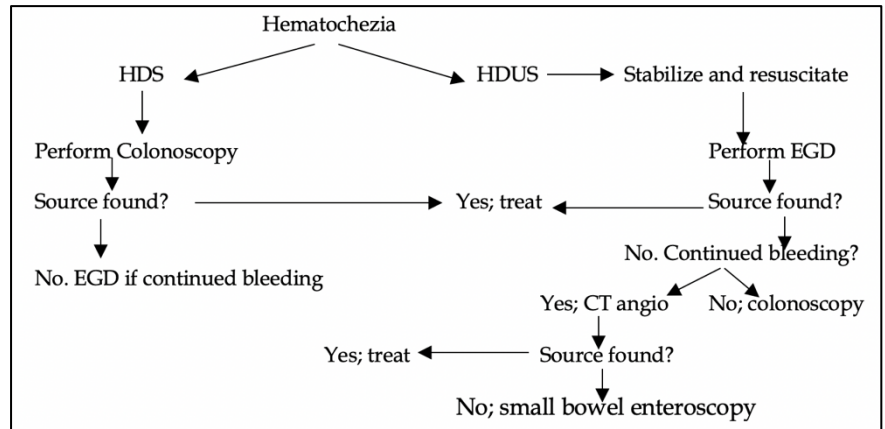 Hematochezia
HDS
HDUS
Stabilize and resuscitate
Perform Colonoscopy
Perform EGD
Source found?
Yes; treat
Source found?
No. EGD if continued bleeding
No. Continued bleeding?
Yes; CT angio
No; colonoscopy
Yes; treat
Source found?
No; small bowel enteroscopy